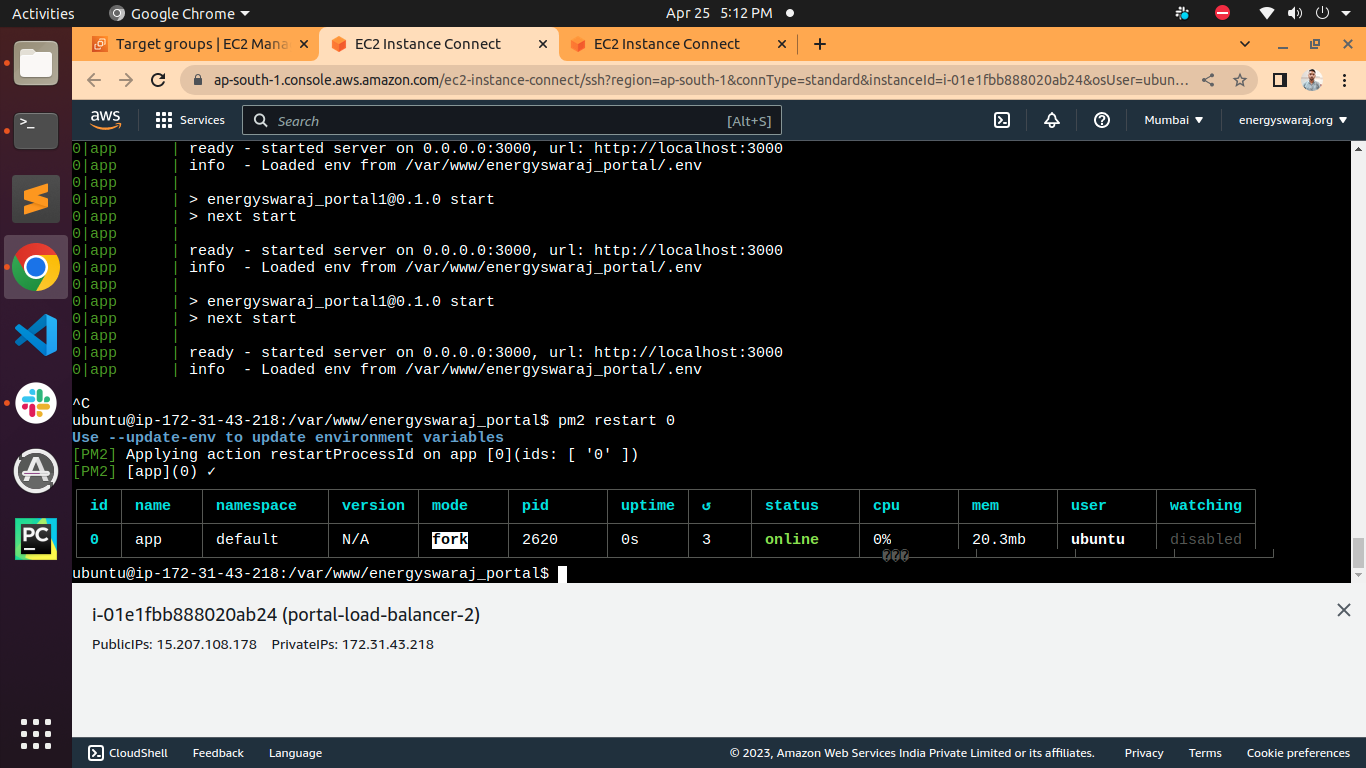 Activities Google Chrome Apr 25 5:12 PM
Target groups | EC2 Mana EC2 Instance Connect EC2 Instance Connect
ap-south-1.console.aws.amazon.com/ec2-instance-connect/ssh?region=ap-south-1&connType=standard&instanceId=i-01e1fbb888020ab24&osUser=ubun...
aws Services Search [Alt+S] Mumbai energyswaraj.org
0|app | ready - started server on 0.0.0.0:3000, url: http://localhost:3000
0|app | info - Loaded env from /var/www/energyswaraj_portal/.env
0|app |
0|app | > energyswaraj_portal1@0.1.0 start
0|app | > next start
0|app |
0|app | ready - started server on 0.0.0.0:3000, url: http://localhost:3000
0|app | info - Loaded env from /var/www/energyswaraj_portal/.env
0|app |
0|app | > energyswaraj_portal1@0.1.0 start
0|app | > next start
0|app |
0|app | ready - started server on 0.0.0.0:3000, url: http://localhost:3000
0|app | info - Loaded env from /var/www/energyswaraj_portal/.env
^C
ubuntu@ip-172-31-43-218:/var/www/energyswaraj_portal$ pm2 restart 0
Use --update-env to update environment variables
[PM2] Applying action restartProcessId on app [0](ids: [ '0' ])
[PM2] [app](0) ✓
id name namespace version mode pid uptime ↺ status cpu mem user watching
0 app default N/A fork 2620 0s 3 online 0% 20.3mb ubuntu disabled
���
ubuntu@ip-172-31-43-218:/var/www/energyswaraj_portal$
i-01e1fbb888020ab24 (portal-load-balancer-2)
PublicIPs: 15.207.108.178 PrivateIPs: 172.31.43.218
CloudShell Feedback Language © 2023, Amazon Web Services India Private Limited or its affiliates. Privacy Terms Cookie preferences